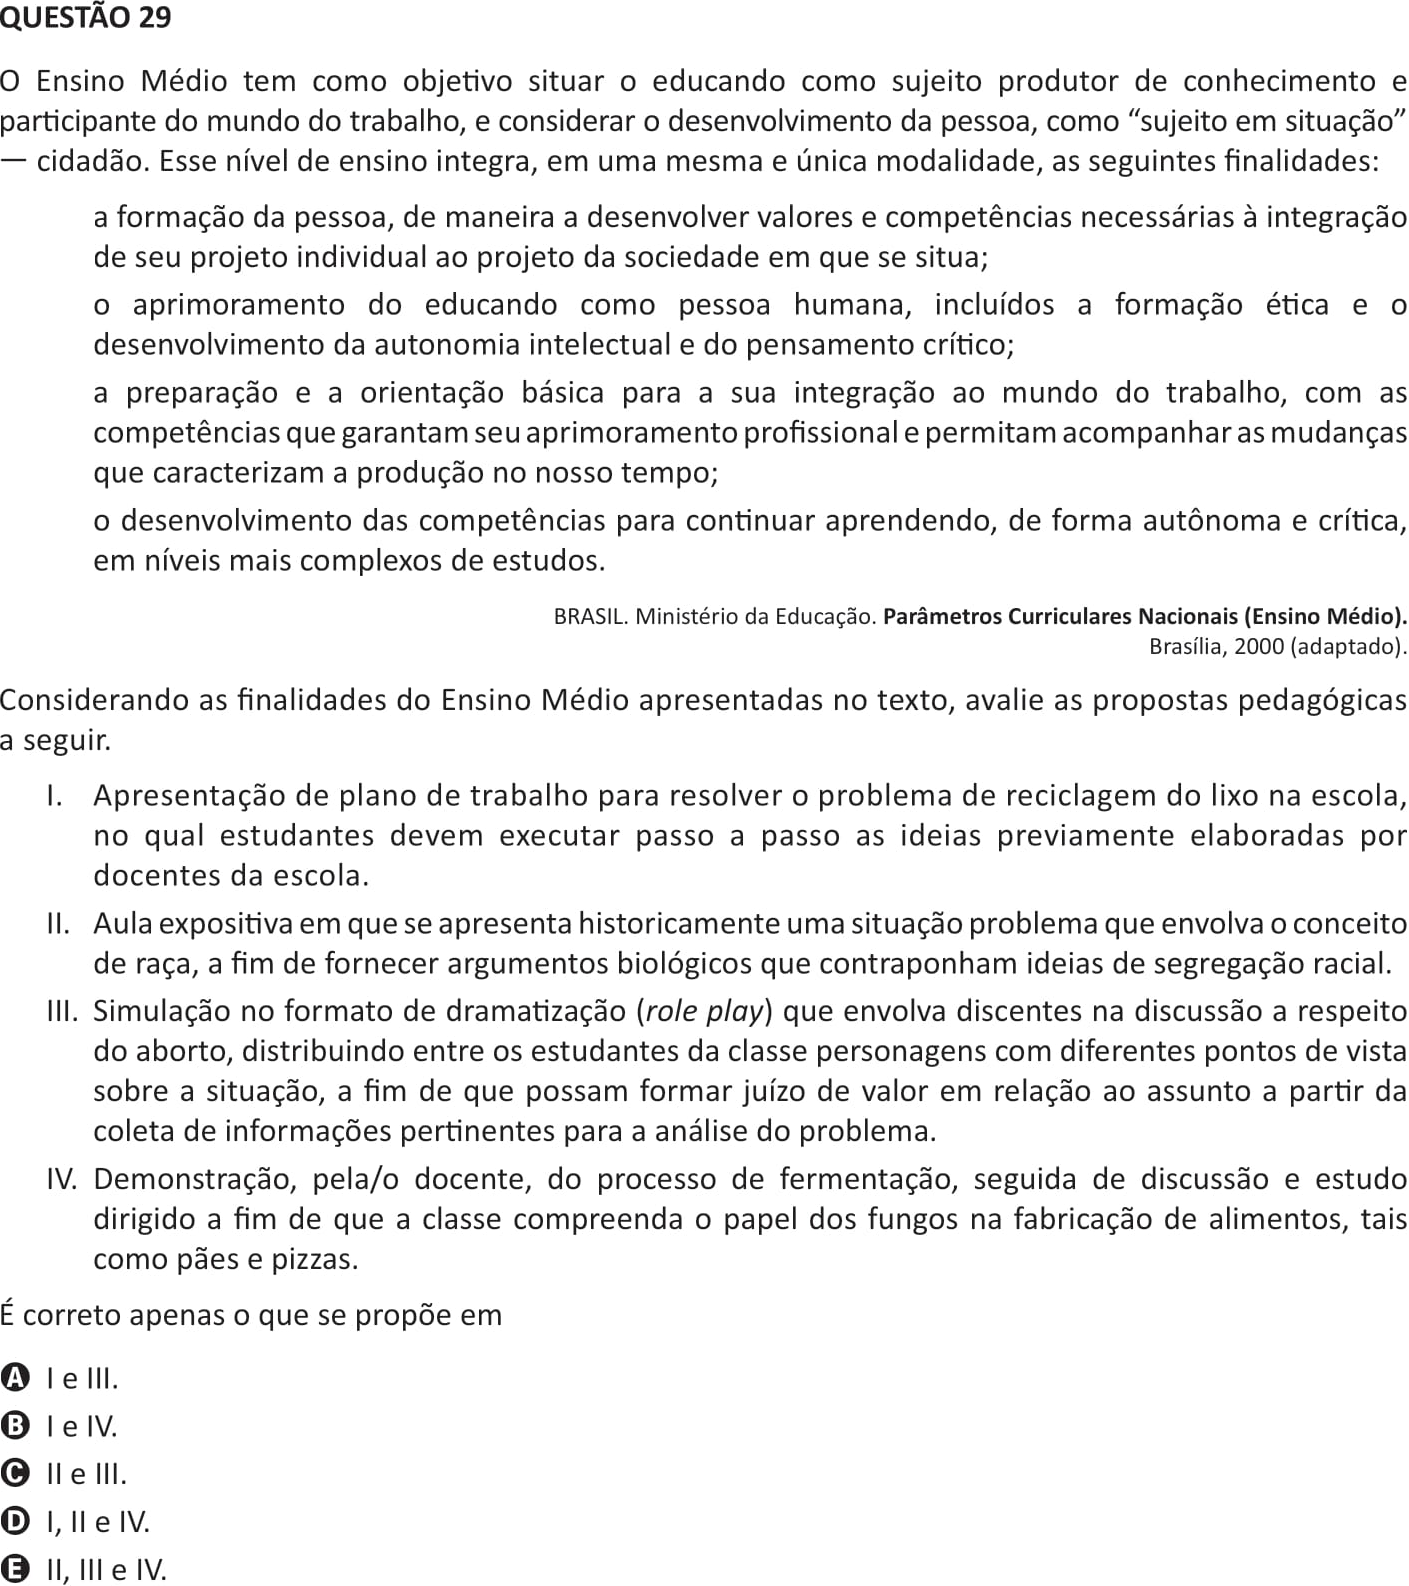 QUESTÃO 29
O Ensino Médio tem como objetivo situar o educando como sujeito produtor de conhecimento e
participante do mundo do trabalho, e considerar o desenvolvimento da pessoa, como “sujeito em situação”
— cidadão. Esse nível de ensino integra, em uma mesma e única modalidade, as seguintes finalidades:
a formação da pessoa, de maneira a desenvolver valores e competências necessárias à integração
de seu projeto individual ao projeto da sociedade em que se situa;
o aprimoramento do educando como pessoa humana, incluídos a formação ética e o
desenvolvimento da autonomia intelectual e do pensamento crítico;
a preparação e a orientação básica para a sua integração ao mundo do trabalho, com as
competências que garantam seu aprimoramento profissional e permitam acompanhar as mudanças
que caracterizam a produção no nosso tempo;
o desenvolvimento das competências para continuar aprendendo, de forma autônoma e crítica,
em níveis mais complexos de estudos.
BRASIL. Ministério da Educação. Parâmetros Curriculares Nacionais (Ensino Médio).
Brasília, 2000 (adaptado).
Considerando as finalidades do Ensino Médio apresentadas no texto, avalie as propostas pedagógicas
a seguir.
I. Apresentação de plano de trabalho para resolver o problema de reciclagem do lixo na escola,
no qual estudantes devem executar passo a passo as ideias previamente elaboradas por
docentes da escola.
II. Aula expositiva em que se apresenta historicamente uma situação problema que envolva o conceito
de raça, a fim de fornecer argumentos biológicos que contraponham ideias de segregação racial.
III. Simulação no formato de dramatização (role play) que envolva discentes na discussão a respeito
do aborto, distribuindo entre os estudantes da classe personagens com diferentes pontos de vista
sobre a situação, a fim de que possam formar juízo de valor em relação ao assunto a partir da
coleta de informações pertinentes para a análise do problema.
IV. Demonstração, pela/o docente, do processo de fermentação, seguida de discussão e estudo
dirigido a fim de que a classe compreenda o papel dos fungos na fabricação de alimentos, tais
como pães e pizzas.
É correto apenas o que se propõe em
A I e III.
B I e IV.
C II e III.
D I, II e IV.
E II, III e IV.